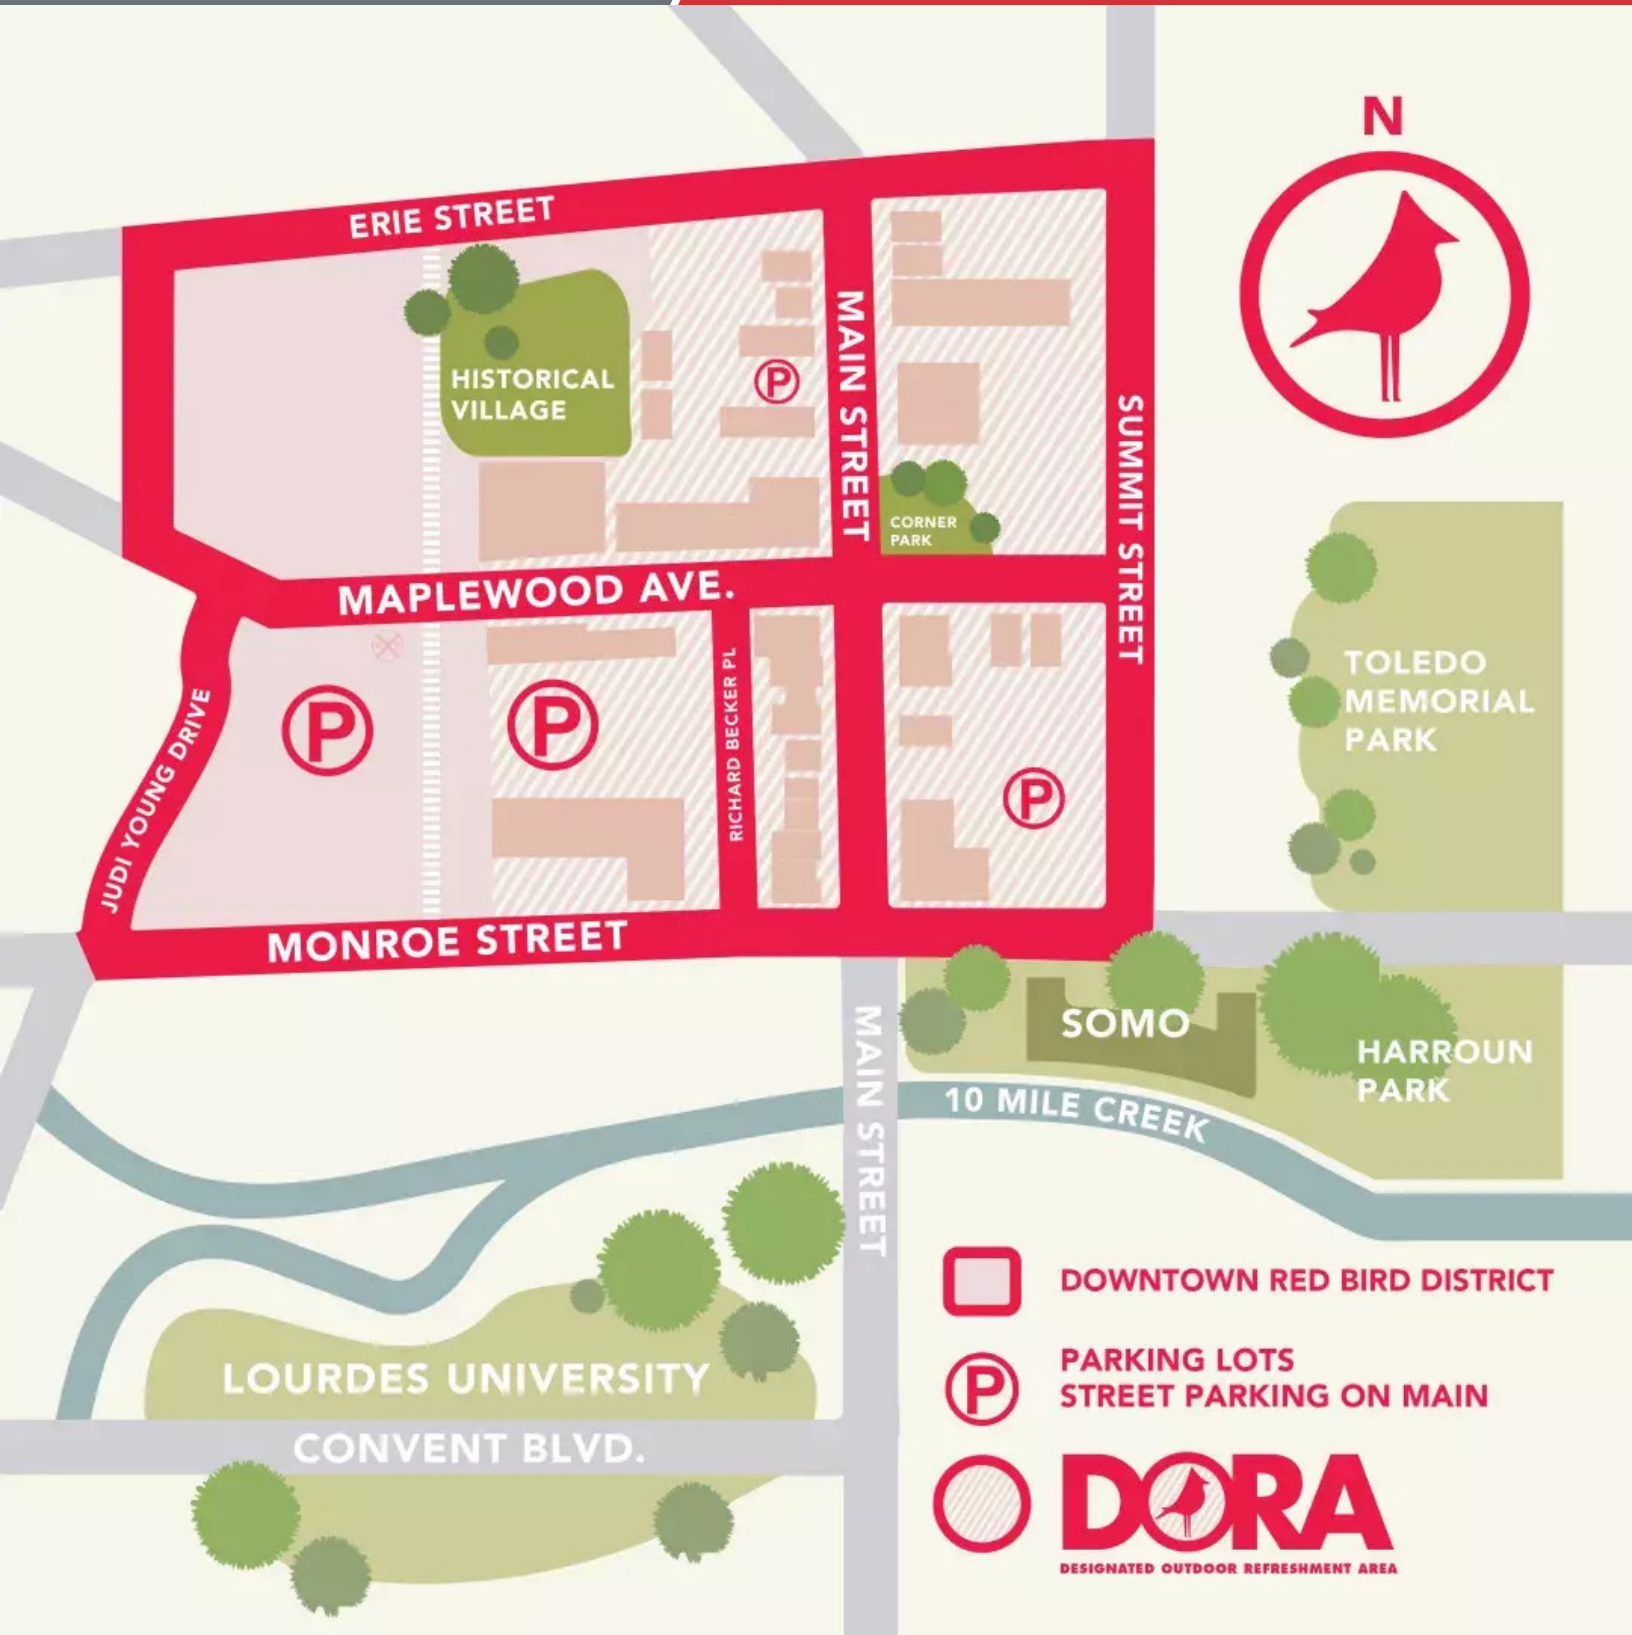 N
ERIE STREET
MAIN STREET
SUMMIT STREET
HISTORICAL
VILLAGE
P
CORNER
PARK
MAPLEWOOD AVE.
TOLEDO
MEMORIAL
PARK
JUDI YOUNG DRIVE
P
P
RICHARD BECKER PL
P
MONROE STREET
SOMO
HARROUN
PARK
MAIN STREET
10 MILE CREEK
LOURDES UNIVERSITY
CONVENT BLVD.
DOWNTOWN RED BIRD DISTRICT
P
PARKING LOTS
STREET PARKING ON MAIN
DORA
DESIGNATED OUTDOOR REFRESHMENT AREA